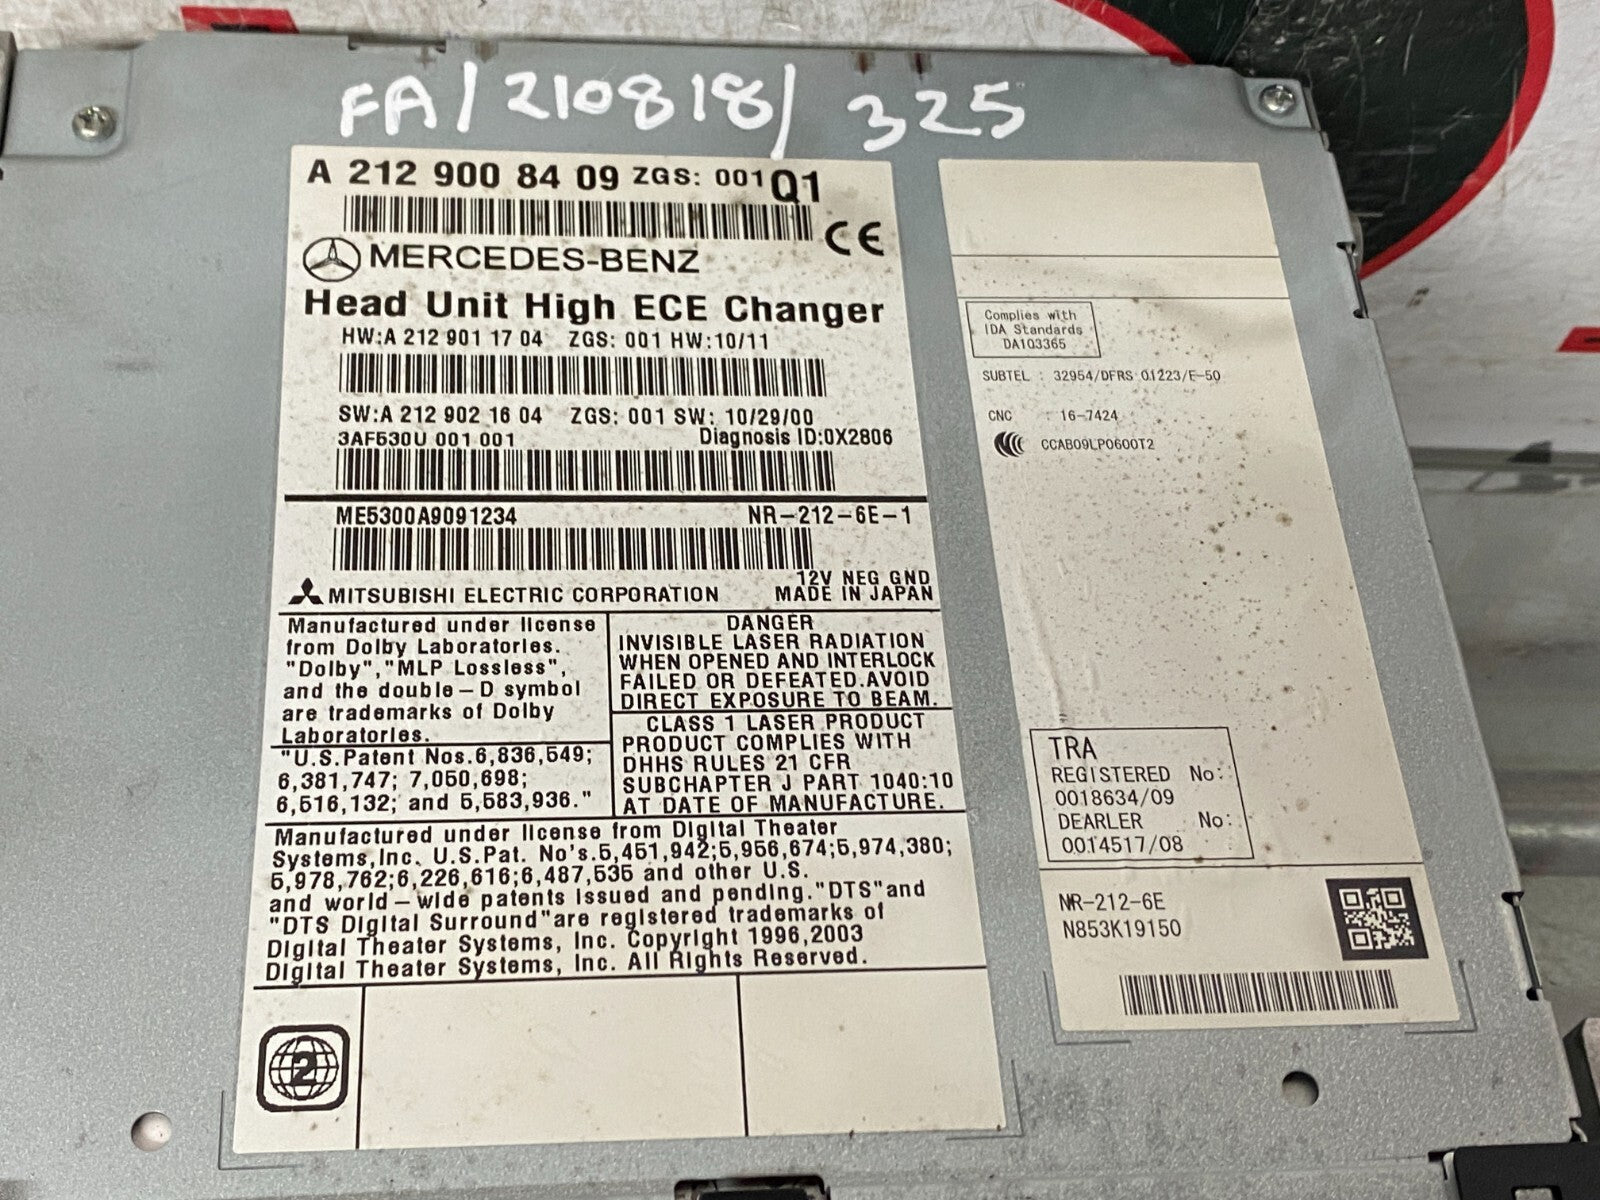 FA/210818/325
A 212 900 84 09 ZGS: 001 Q1
CE
MERCEDES-BENZ
Head Unit High ECE Changer
HW:A 212 901 17 04 ZGS: 001 HW:10/11
SW:A 212 902 16 04 ZGS: 001 SW: 10/29/00
3AF530U 001 001 Diagnosis ID:0X2806
ME5300A9091234 NR-212-6E-1
12V NEG GND
MITSUBISHI ELECTRIC CORPORATION MADE IN JAPAN
Manufactured under license
from Dolby Laboratories.
"Dolby", "MLP Lossless",
and the double-D symbol
are trademarks of Dolby
Laboratories.
"U.S.Patent Nos.6,836,549;
6,381,747; 7,050,698;
6,516,132; and 5,583,936."
DANGER
INVISIBLE LASER RADIATION
WHEN OPENED AND INTERLOCK
FAILED OR DEFEATED.AVOID
DIRECT EXPOSURE TO BEAM.
CLASS 1 LASER PRODUCT
PRODUCT COMPLIES WITH
DHHS RULES 21 CFR
SUBCHAPTER J PART 1040:10
AT DATE OF MANUFACTURE.
Manufactured under license from Digital Theater
Systems,Inc. U.S.Pat. No's.5,451,942;5,956,674;5,974,380;
5,978,762;6,226,616;6,487,535 and other U.S.
and world-wide patents issued and pending. "DTS"and
"DTS Digital Surround"are registered trademarks of
Digital Theater Systems, Inc. Copyright 1996,2003
Digital Theater Systems, Inc. All Rights Reserved.
2
Complies with
IDA Standards
DA103365
SUBTEL : 32954/DFRS 01223/F-50
CNC : 16-7424
CCAB09LP0600T2
TRA
REGISTERED No:
0018634/09
DEARLER No:
0014517/08
NR-212-6E
N853K19150